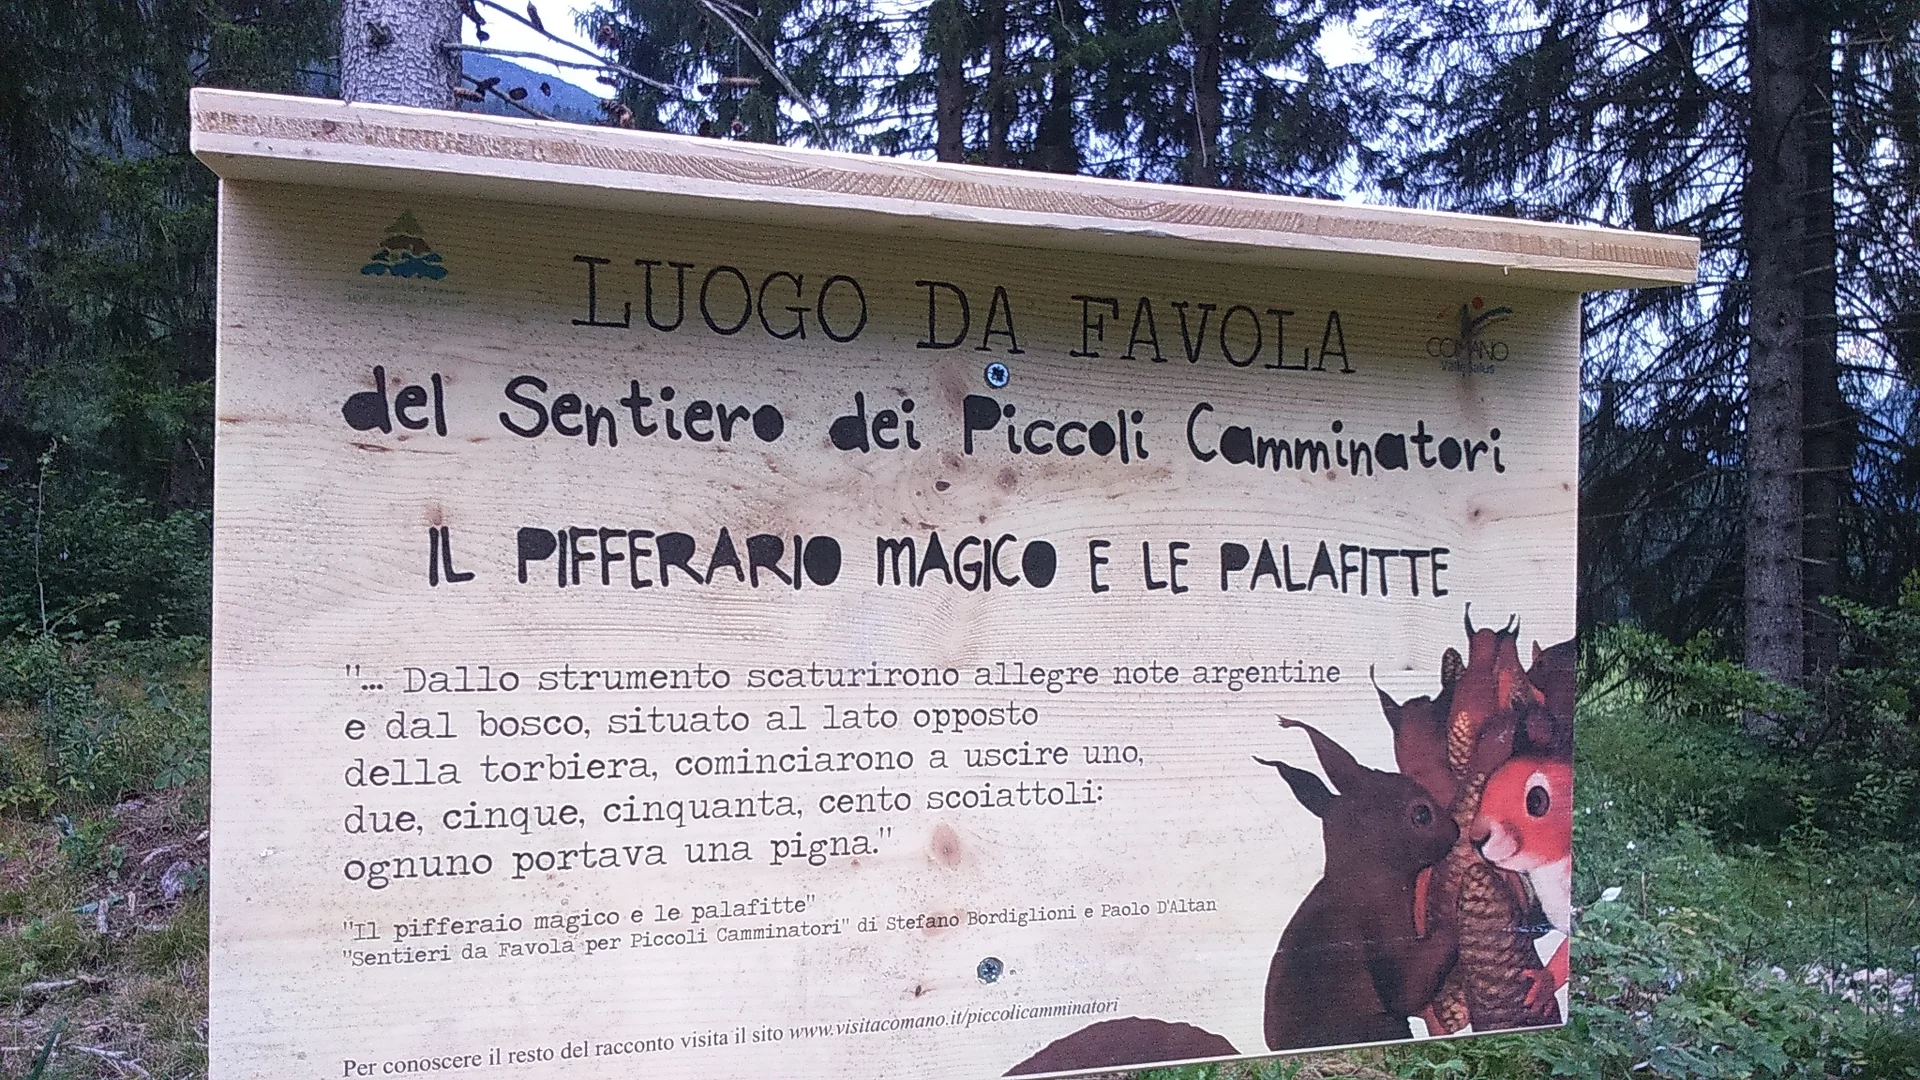 LUOGO DA FAVOLA
COMANO
Valle Salus
del Sentiero dei Piccoli Camminatori
IL PIFFERARIO MAGICO E LE PALAFITTE
"... Dallo strumento scaturirono allegre note argentine
e dal bosco, situato al lato opposto
della torbiera, cominciarono a uscire uno,
due, cinque, cinquanta, cento scoiattoli:
ognuno portava una pigna."
"Il pifferaio magico e le palafitte"
"Sentieri da Favola per Piccoli Camminatori" di Stefano Bordiglioni e Paolo D'Altan
Per conoscere il resto del racconto visita il sito www.visitacomano.it/piccolicamminatori